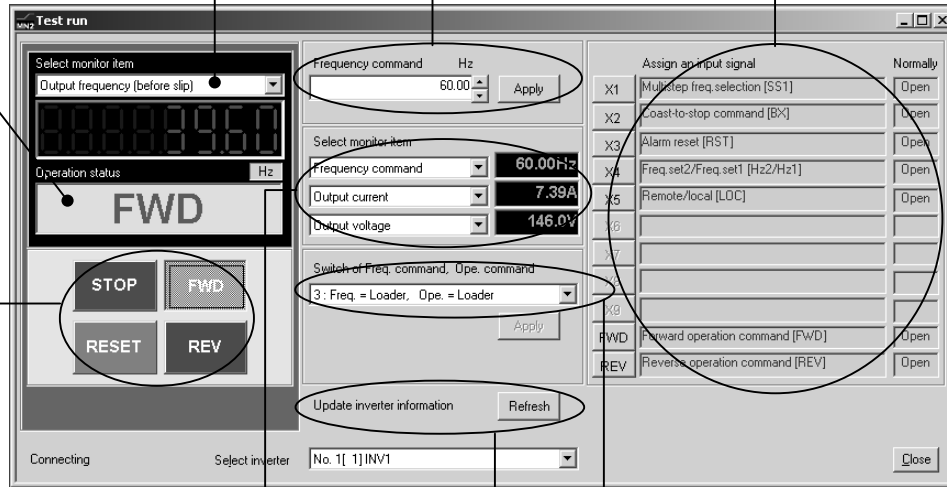 MN2 Test run
Select monitor item
Output frequency (before slip)
39.60
Operation status
Hz
FWD
STOP
FWD
RESET
REV
Frequency command Hz
60.00
Apply
Select monitor item
Frequency command
60.00Hz
Output current
7.39A
Output voltage
146.0V
Switch of Freq. command, Ope. command
3 : Freq. = Loader, Ope. = Loader
Apply
Update inverter information
Refresh
Assign an input signal
Normally
X1 Multistep freq.selection [SS1] Open
X2 Coast-to-stop command [BX] Open
X3 Alarm reset [RST] Open
X4 Freq.set2/Freq.set1 [Hz2/Hz1] Open
X5 Remote/local [LOC] Open
X6
X7
X8
X9
FWD Forward operation command [FWD] Open
REV Reverse operation command [REV] Open
Connecting
Select inverter
No. 1[ 1] INV1
Close